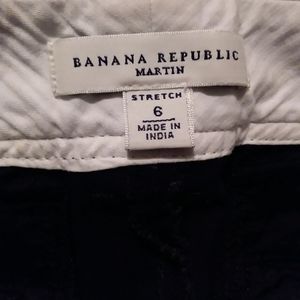 BANANA REPUBLIC
MARTIN
STRETCH
6
MADE IN
INDIA